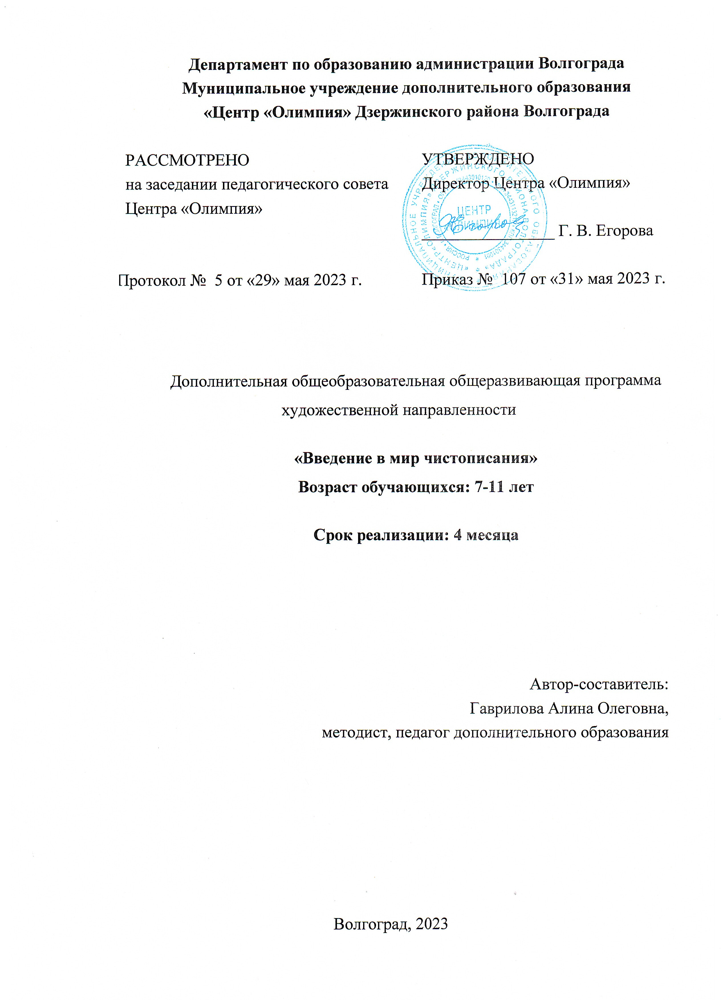 Департамент по образованию администрации Волгограда
Муниципальное учреждение дополнительного образования
«Центр «Олимпия» Дзержинского района Волгограда
РАССМОТРЕНО
на заседании педагогического совета
Центра «Олимпия»
Протокол № 5 от «29» мая 2023 г.
УТВЕРЖДЕНО
Директор Центра «Олимпия»
Г. В. Егорова
Приказ № 107 от «31» мая 2023 г.
ЦЕНТР
ОЛИМПИЯ
Дополнительная общеобразовательная общеразвивающая программа
художественной направленности
«Введение в мир чистописания»
Возраст обучающихся: 7-11 лет
Срок реализации: 4 месяца
Автор-составитель:
Гаврилова Алина Олеговна,
методист, педагог дополнительного образования
Волгоград, 2023